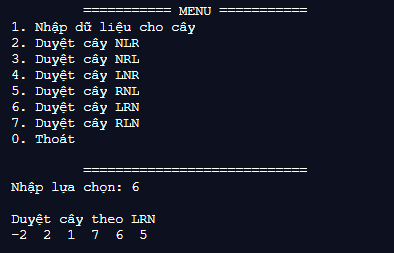 =========== MENU ===========
1. Nhập dữ liệu cho cây
2. Duyệt cây NLR
3. Duyệt cây NRL
4. Duyệt cây LNR
5. Duyệt cây RNL
6. Duyệt cây LRN
7. Duyệt cây RLN
0. Thoát
============================
Nhập lựa chọn: 6
Duyệt cây theo LRN
-2 2 1 7 6 5